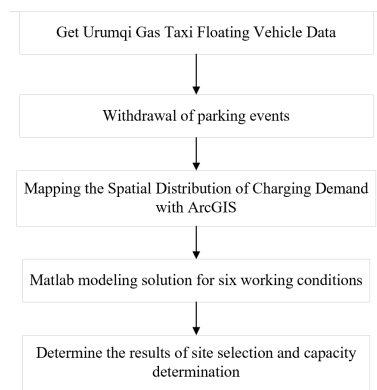 Get Urumqi Gas Taxi Floating Vehicle Data
Withdrawal of parking events
Mapping the Spatial Distribution of Charging Demand
with ArcGIS
Matlab modeling solution for six working conditions
Determine the results of site selection and capacity
determination